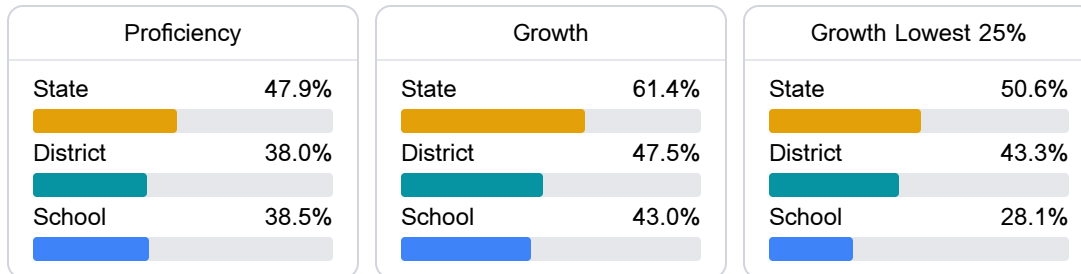 Proficiency
State 47.9%
District 38.0%
School 38.5%
Growth
State 61.4%
District 47.5%
School 43.0%
Growth Lowest 25%
State 50.6%
District 43.3%
School 28.1%